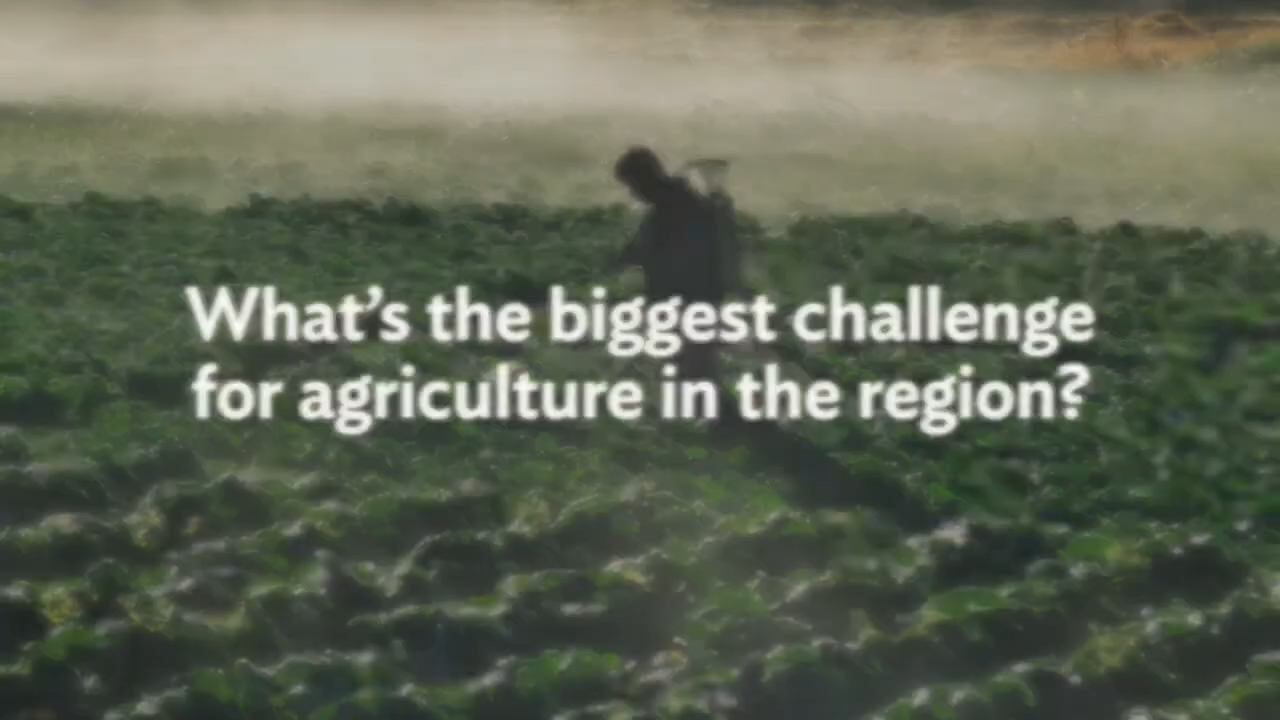 What’s the biggest challenge
for agriculture in the region?